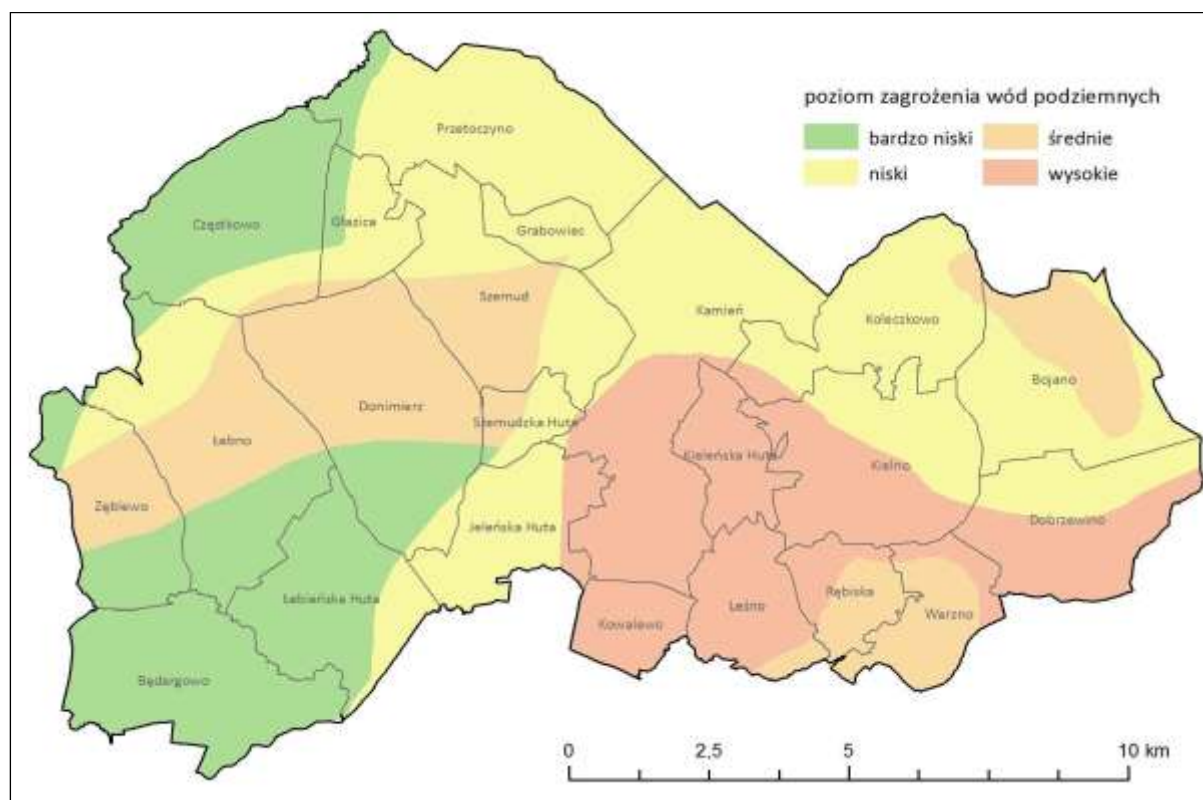 poziom zagrożenia wód podziemnych
bardzo niski
średnie
niski
wysokie
Przetoczyno
Częstkowo
Głazica
Grabowiec
Szemud
Kamień
Koleczkowo
Bojano
Donimierz
Szemudzka Huta
Łebno
Kieleńska Huta
Kielno
Zęblewo
Jeleńska Huta
Dobrzewino
Łebieńska Huta
Rębiska
Leśno
Warzno
Kowalewo
Będargowo
0 2,5 5 10 km